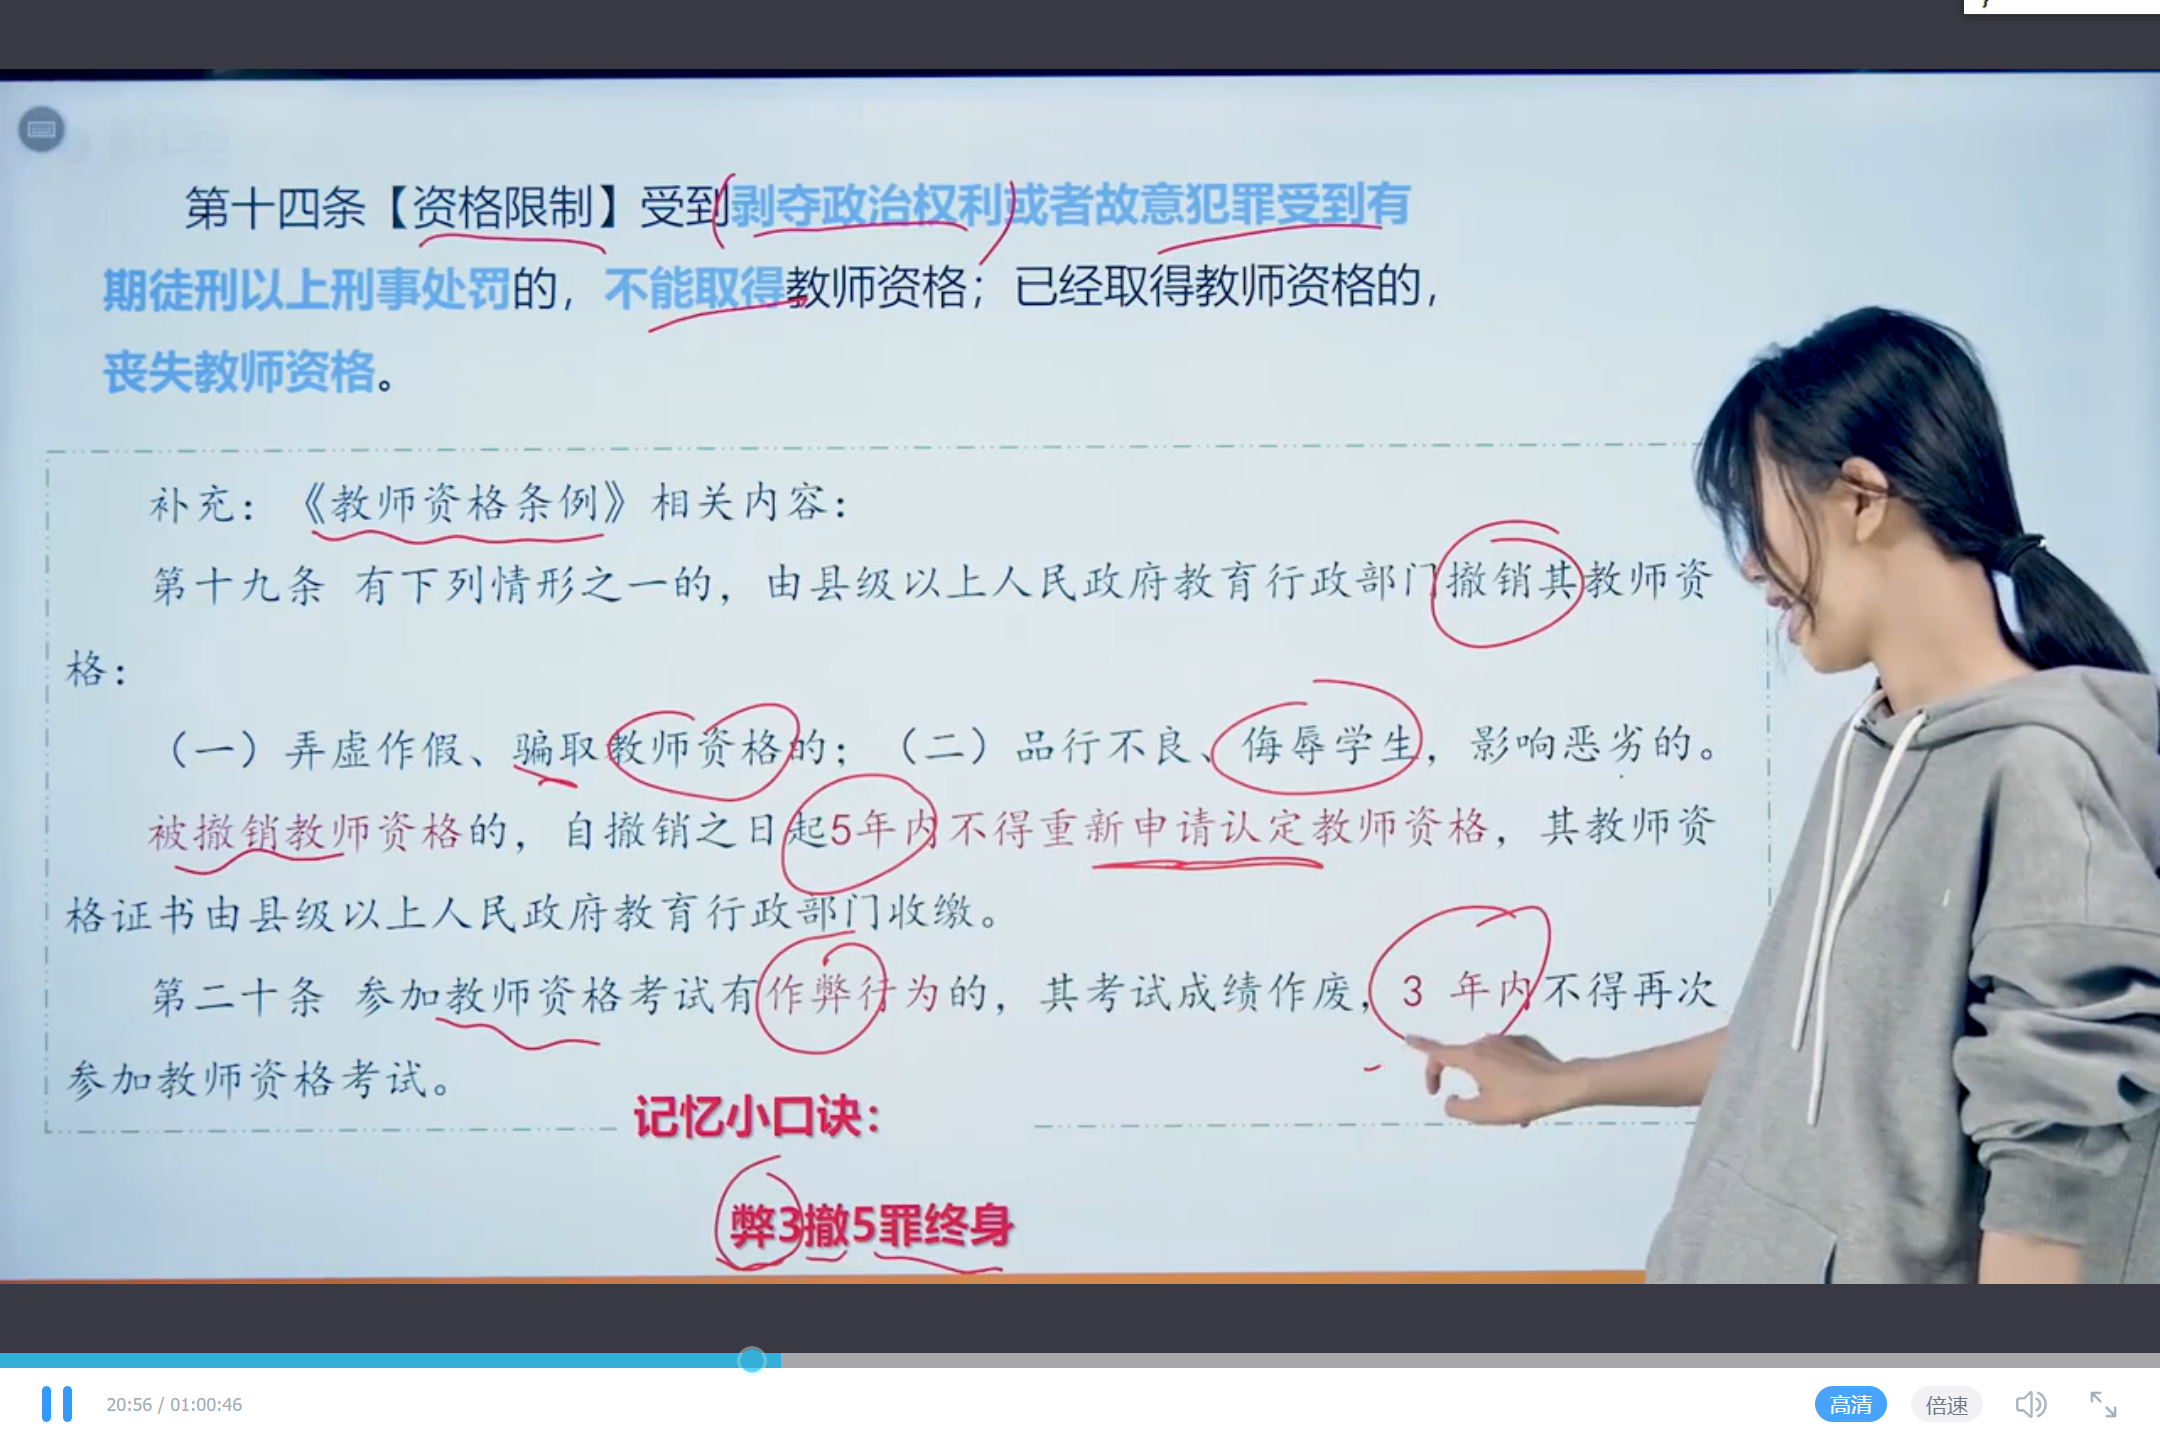 第十四条【资格限制】受到剥夺政治权利或者故意犯罪受到有
期徒刑以上刑事处罚的，不能取得教师资格；已经取得教师资格的，
丧失教师资格。
补充：《教师资格条例》相关内容：
第十九条 有下列情形之一的，由县级以上人民政府教育行政部门撤销其教师资
格：
（一）弄虚作假、骗取教师资格的；（二）品行不良、侮辱学生，影响恶劣的。
被撤销教师资格的，自撤销之日起5年内不得重新申请认定教师资格，其教师资
格证书由县级以上人民政府教育行政部门收缴。
第二十条 参加教师资格考试有作弊行为的，其考试成绩作废，3 年内不得再次
参加教师资格考试。
记忆小口诀：
弊3撤5罪终身
20:56 / 01:00:46
高清
倍速